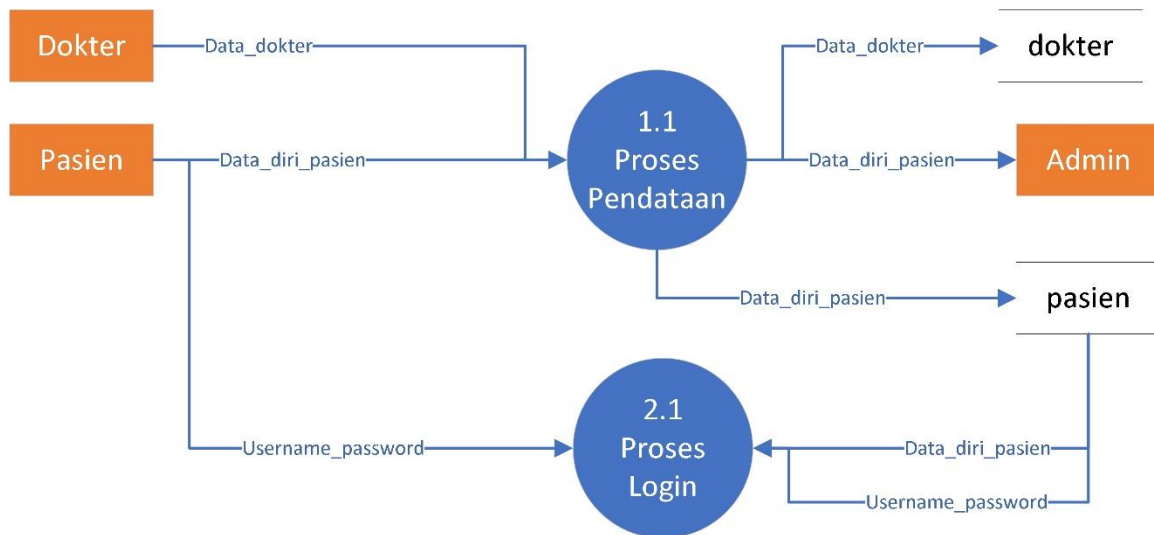 Dokter
Data_dokter
Data_dokter
dokter
Pasien
Data_diri_pasien
1.1
Proses
Pendataan
Data_diri_pasien
Admin
Data_diri_pasien
pasien
2.1
Proses
Login
Username_password
Data_diri_pasien
Username_password